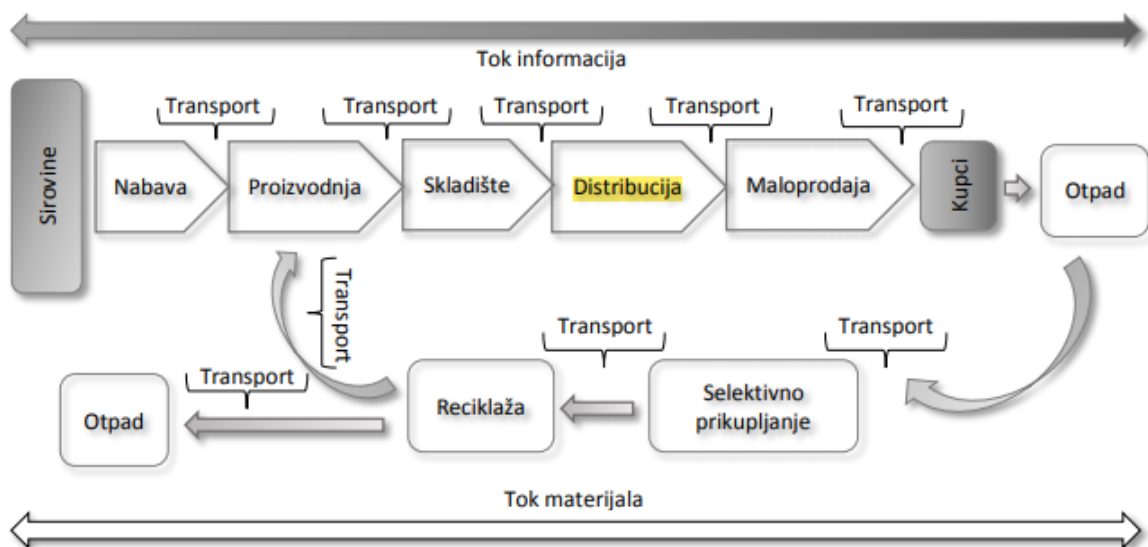 Tok informacija
Transport
Transport
Transport
Transport
Transport
Sirovine
Nabava
Proizvodnja
Skladište
Distribucija
Maloprodaja
Kupci
Otpad
Transport
Transport
Transport
Transport
Otpad
Reciklaža
Selektivno
prikupljanje
Tok materijala